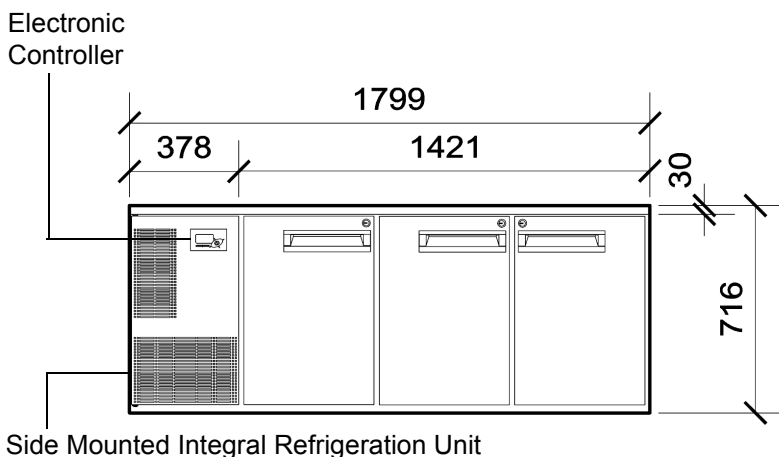 Electronic
Controller
1799
378
1421
30
716
Side Mounted Integral Refrigeration Unit